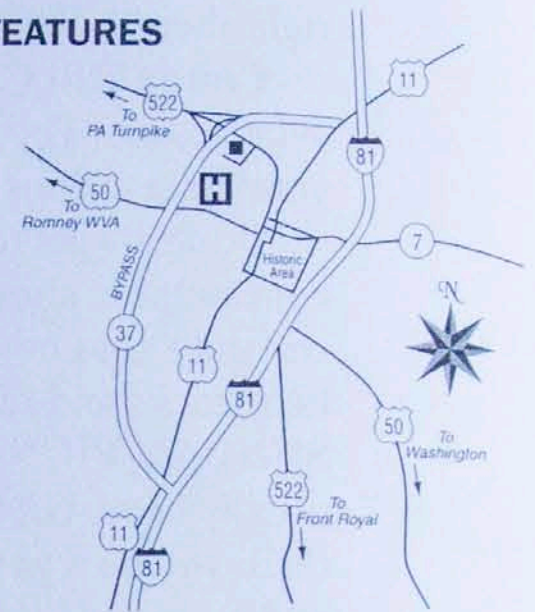 FEATURES
11
522
To
PA Turnpike
81
H
50
To
Romney WVA
7
Historic
Area
BYPASS
N
37
11
81
50
To
Washington
522
To
Front Royal
11
81